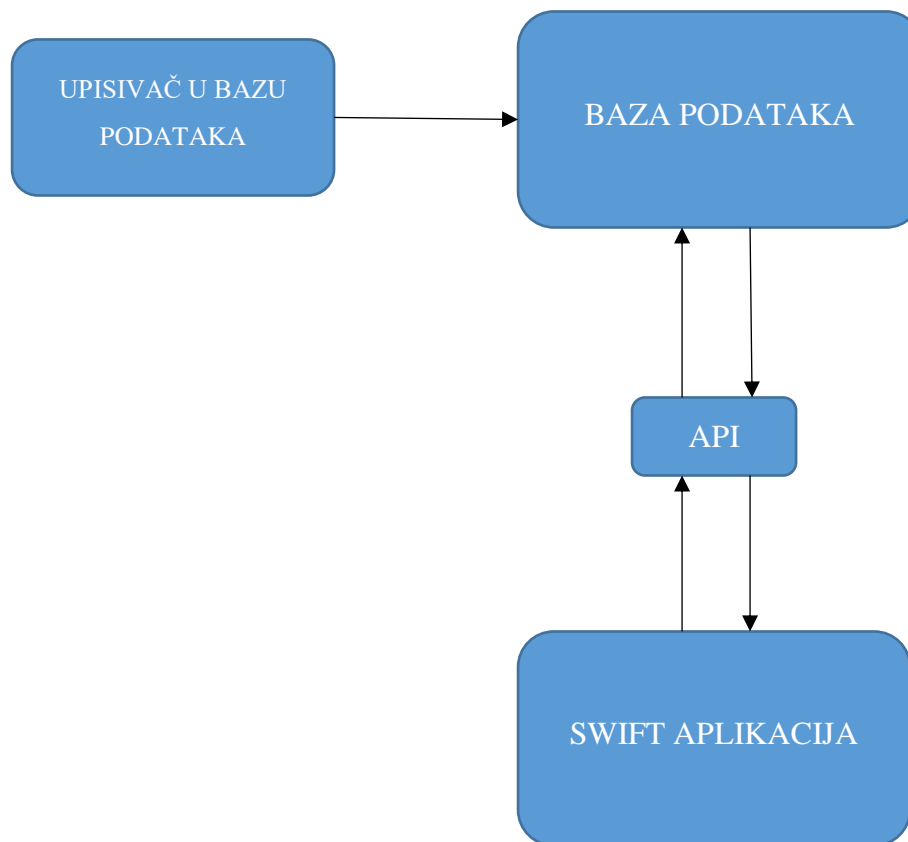 UPISIVAČ U BAZU
PODATAKA
BAZA PODATAKA
API
SWIFT APLIKACIJA